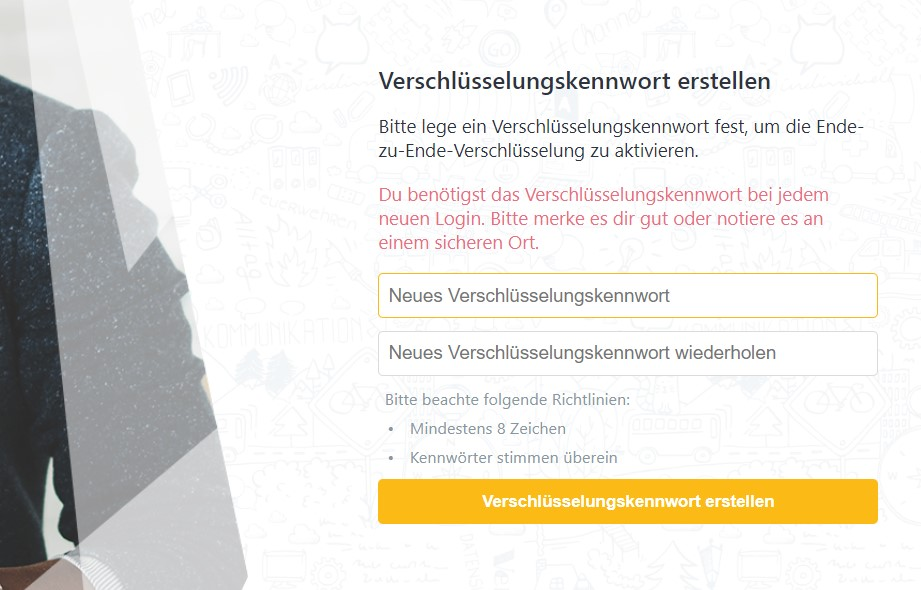 Verschlüsselungskennwort erstellen
Bitte lege ein Verschlüsselungskennwort fest, um die Ende-
zu-Ende-Verschlüsselung zu aktivieren.
Du benötigst das Verschlüsselungskennwort bei jedem
neuen Login. Bitte merke es dir gut oder notiere es an
einem sicheren Ort.
Neues Verschlüsselungskennwort
KOMMUNIKATION
Neues Verschlüsselungskennwort wiederholen
Bitte beachte folgende Richtlinien:
• Mindestens 8 Zeichen
• Kennwörter stimmen überein
Verschlüsselungskennwort erstellen